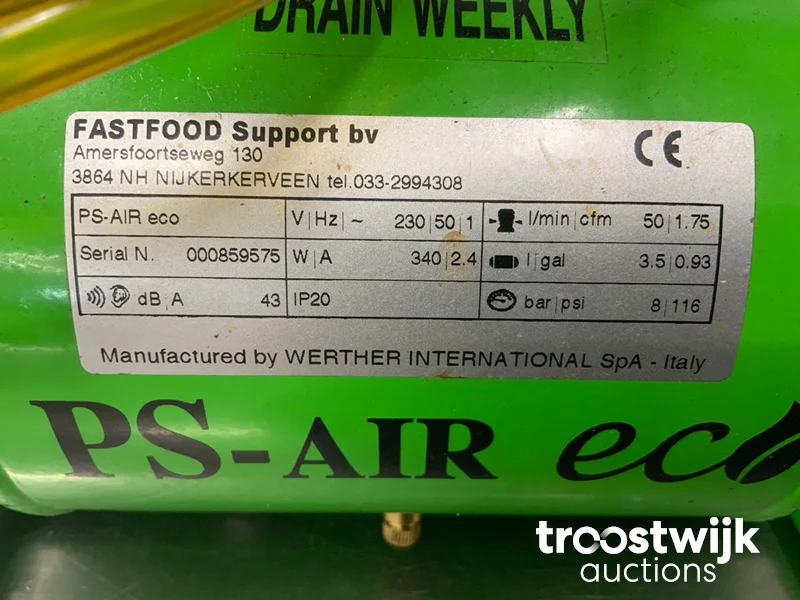 DRAIN WEEKLY
FASTFOOD Support bv
Amersfoortseweg 130
3864 NH NIJKERKERVEEN tel.033-2994308
CE
PS-AIR eco V|Hz|~ 230|50|1 l/min|cfm 50|1.75
Serial N. 000859575 W|A 340|2.4 l|gal 3.5|0.93
dB|A 43 IP20 bar|psi 8|116
Manufactured by WERTHER INTERNATIONAL SpA - Italy
PS-AIR eco
troostwijk
auctions